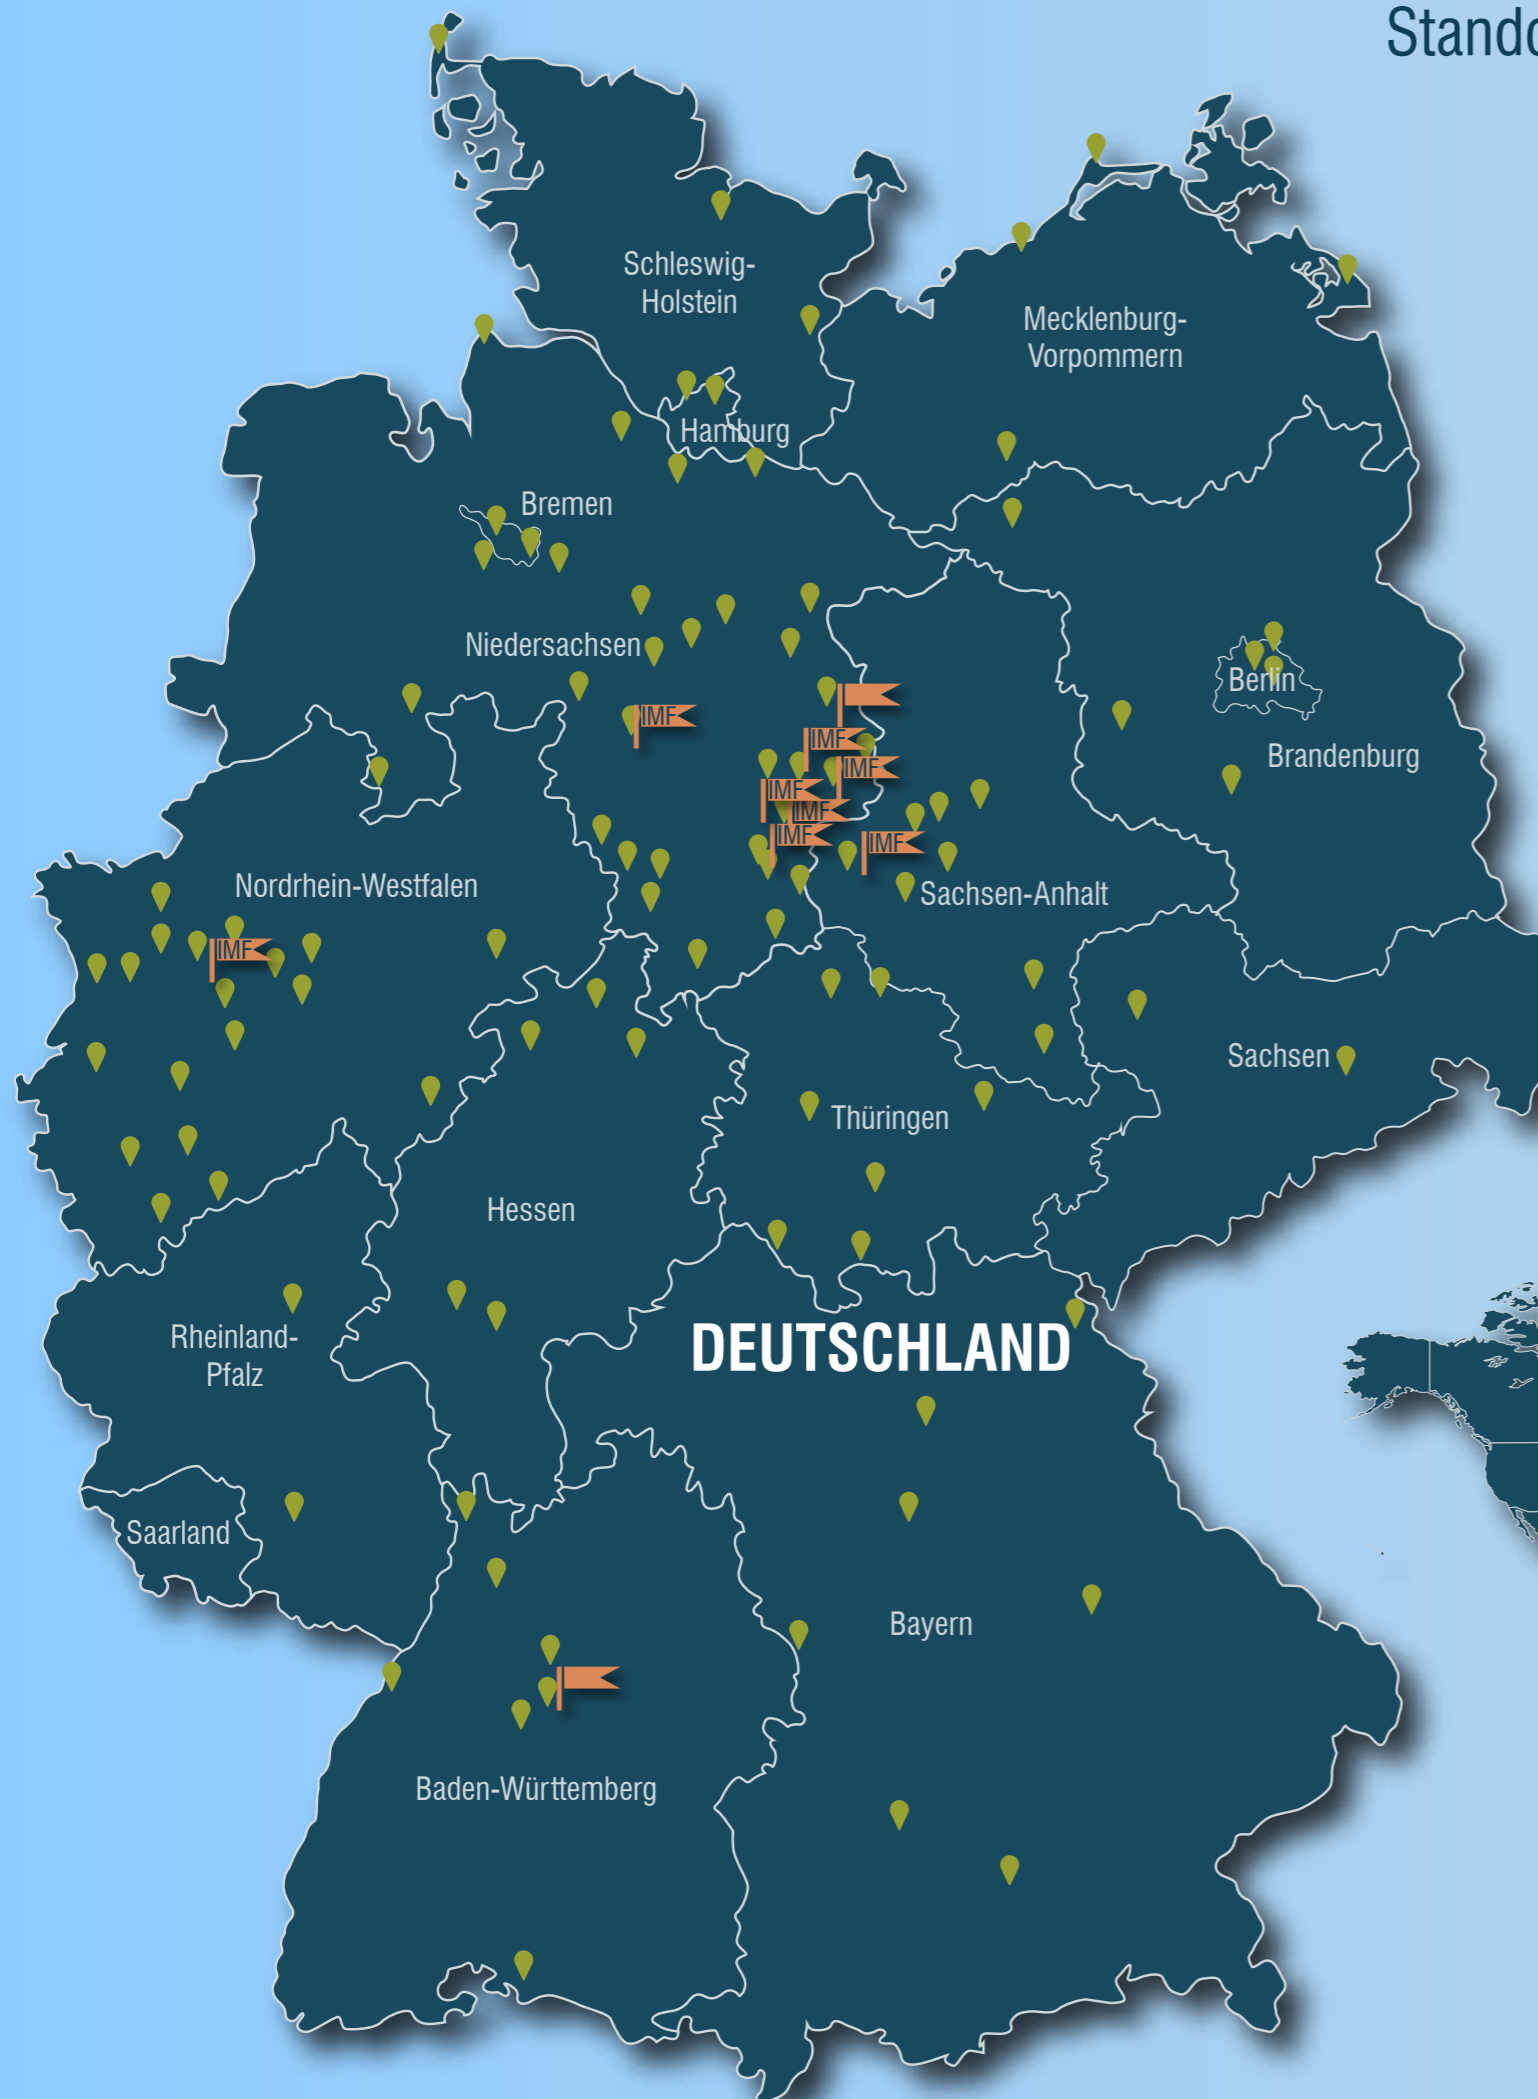 Stando
Schleswig-
Holstein
Mecklenburg-
Vorpommern
Hamburg
Bremen
Niedersachsen
Berlin
IMF
IMF
Brandenburg
IMF
IMF
IMF
IMF
IMF
Nordrhein-Westfalen
Sachsen-Anhalt
IMF
Sachsen
Thüringen
Hessen
Rheinland-
Pfalz
DEUTSCHLAND
Saarland
Bayern
Baden-Württemberg